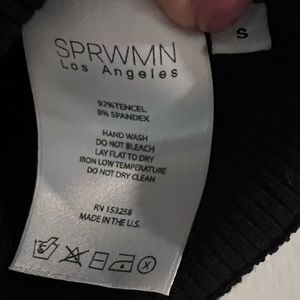 SPRWMN
Los Angeles
S
92% TENCEL
8% SPANDEX
HAND WASH
DO NOT BLEACH
LAY FLAT TO DRY
IRON LOW TEMPERATURE
DO NOT DRY CLEAN
RN 153258
MADE IN THE U.S.